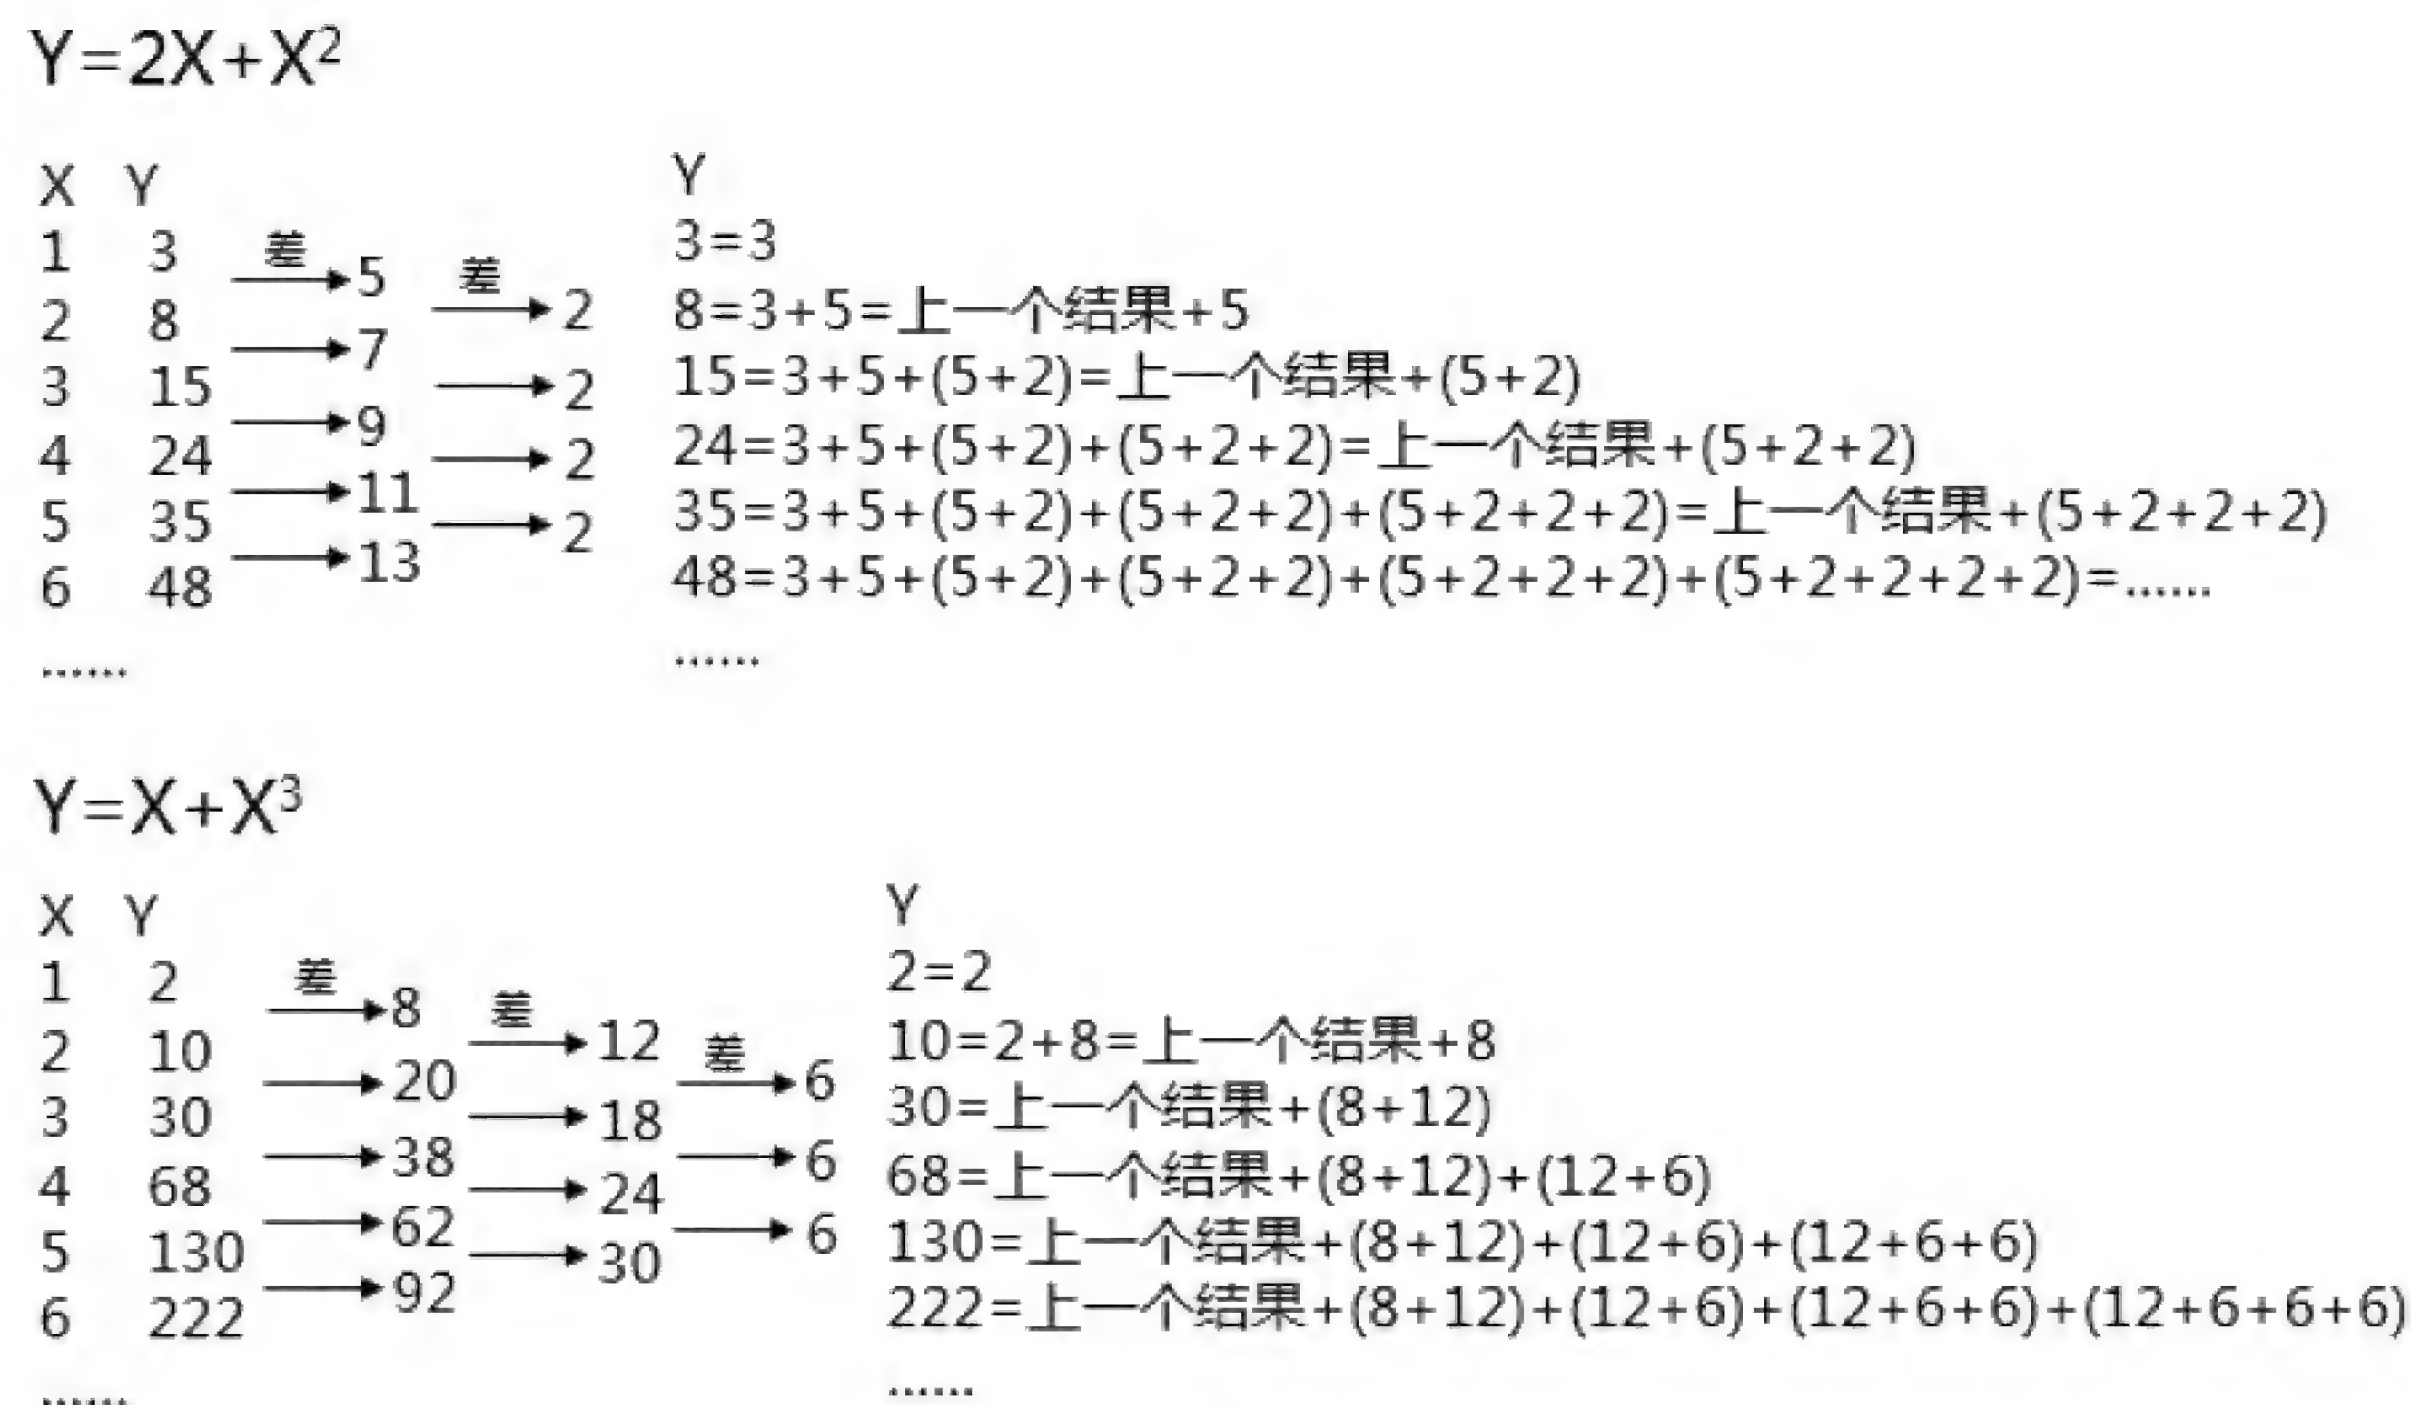 Y=2X+X²
X Y
1 3
2 8
3 15
4 24
5 35
6 48
……
差
5
7
9
11
13
差
2
2
2
2
Y
3=3
8=3+5=上一个结果+5
15=3+5+(5+2)=上一个结果+(5+2)
24=3+5+(5+2)+(5+2+2)=上一个结果+(5+2+2)
35=3+5+(5+2)+(5+2+2)+(5+2+2+2)=上一个结果+(5+2+2+2)
48=3+5+(5+2)+(5+2+2)+(5+2+2+2)+(5+2+2+2+2)=……
……
Y=X+X³
X Y
1 2
2 10
3 30
4 68
5 130
6 222
……
差
8
20
38
62
92
差
12
18
24
30
差
6
6
6
Y
2=2
10=2+8=上一个结果+8
30=上一个结果+(8+12)
68=上一个结果+(8+12)+(12+6)
130=上一个结果+(8+12)+(12+6)+(12+6+6)
222=上一个结果+(8+12)+(12+6)+(12+6+6)+(12+6+6+6)
……